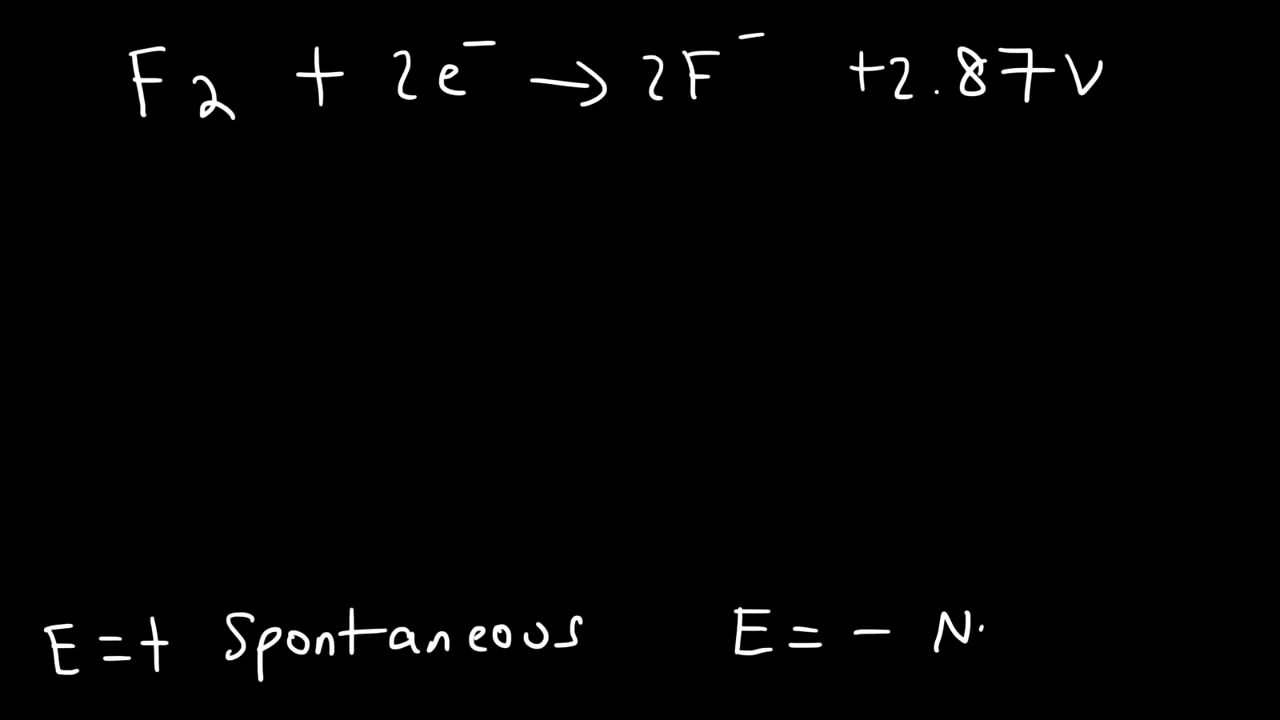 F₂ + 2e⁻ → 2F⁻ +2.87v
E = + Spontaneous E = - N.